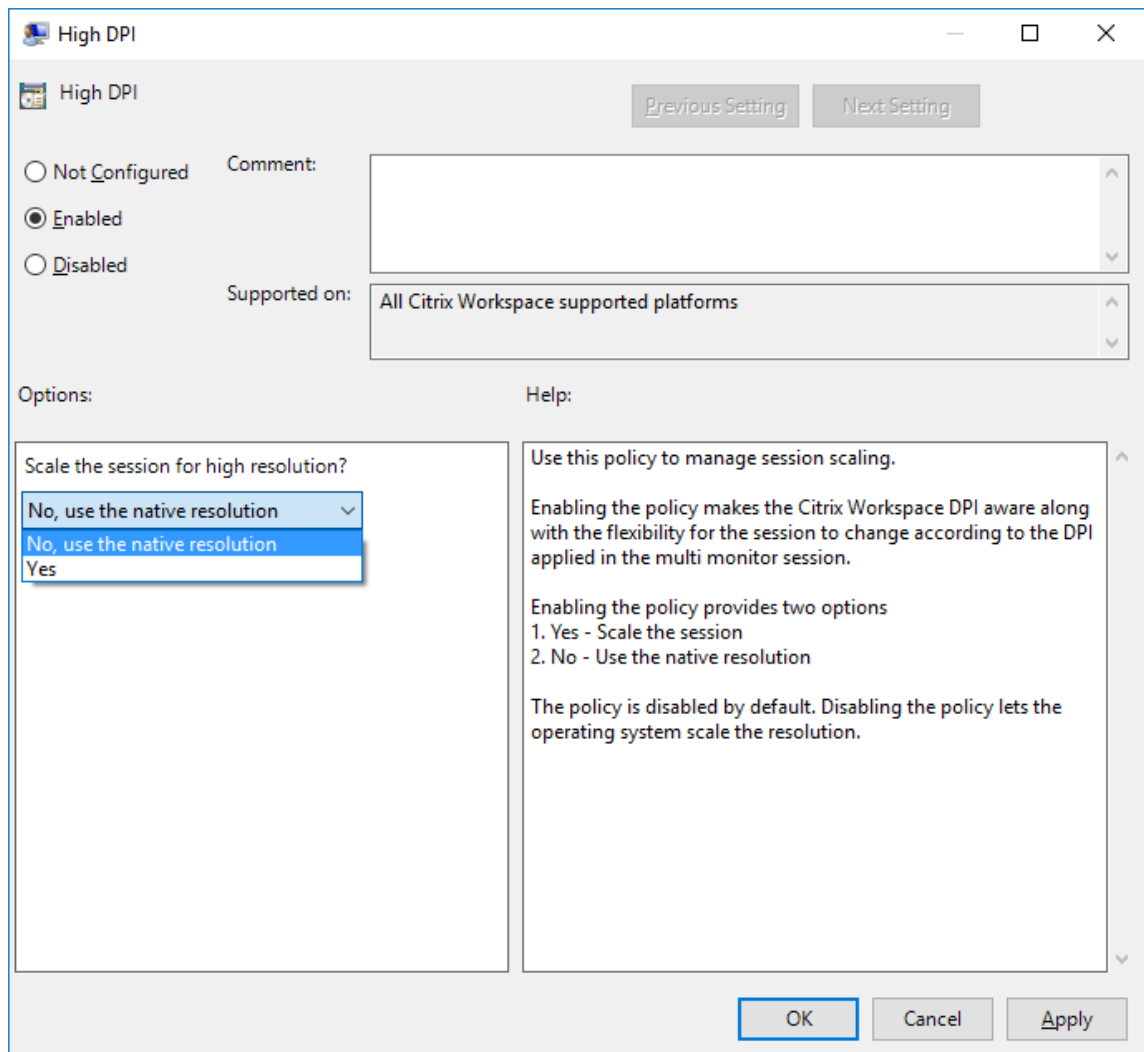 High DPI
High DPI
Previous Setting
Next Setting
Not Configured
Comment:
Enabled
Disabled
Supported on:
All Citrix Workspace supported platforms
Options:
Help:
Scale the session for high resolution?
No, use the native resolution
No, use the native resolution
Yes
Use this policy to manage session scaling.
Enabling the policy makes the Citrix Workspace DPI aware along
with the flexibility for the session to change according to the DPI
applied in the multi monitor session.
Enabling the policy provides two options
1. Yes - Scale the session
2. No - Use the native resolution
The policy is disabled by default. Disabling the policy lets the
operating system scale the resolution.
OK
Cancel
Apply